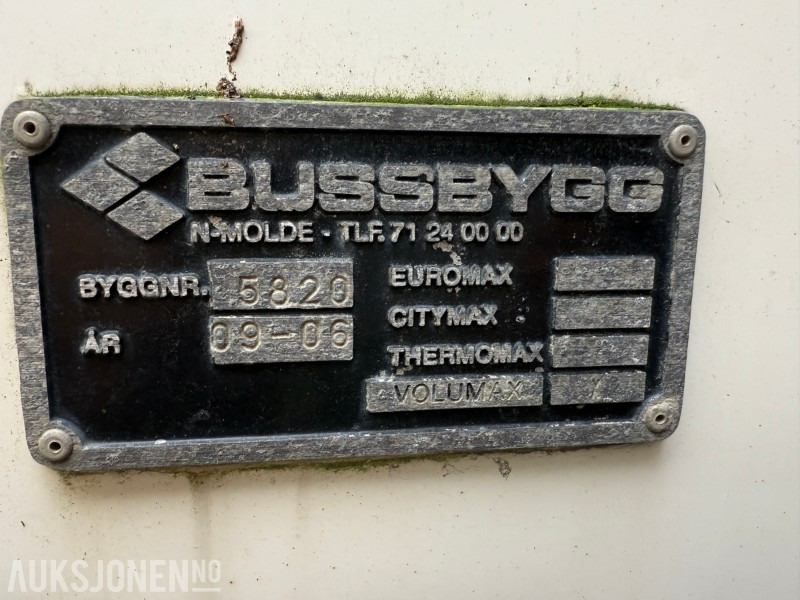 BUSSBYGG
N-MOLDE - TLF. 71 24 00 00
BYGGNR. 5820
ÅR 09-06
EUROMAX
CITYMAX
THERMOMAX
VOLUMAX X
AUKSJONEN.NO